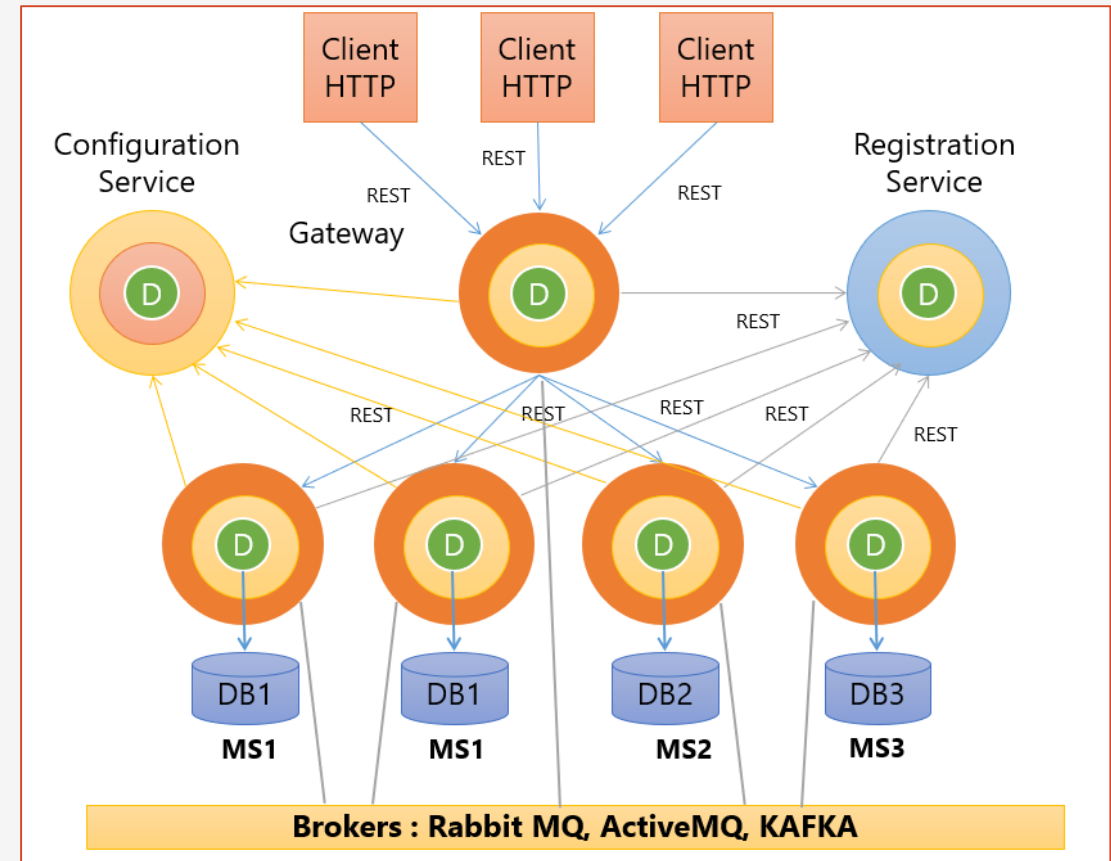 Client
HTTP
Client
HTTP
Client
HTTP
Configuration
Service
Registration
Service
REST
REST
REST
Gateway
D
D
D
REST
REST
REST
REST
REST
REST
D
D
D
D
DB1
DB1
DB2
DB3
MS1
MS1
MS2
MS3
Brokers : Rabbit MQ, ActiveMQ, KAFKA